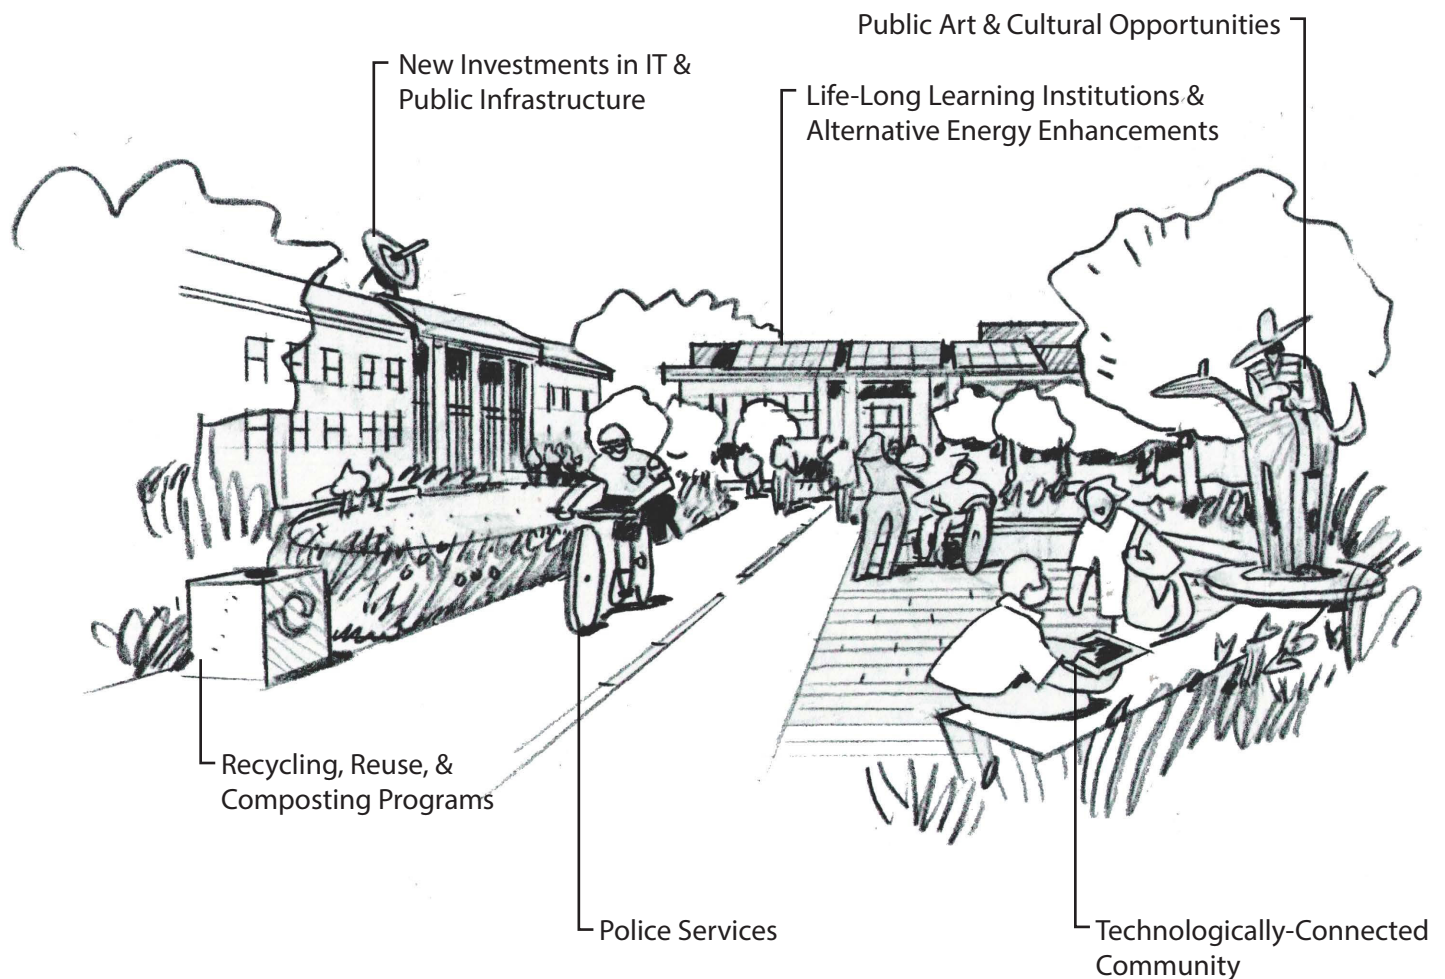 Public Art & Cultural Opportunities
New Investments in IT &
Public Infrastructure
Life-Long Learning Institutions &
Alternative Energy Enhancements
Recycling, Reuse, &
Composting Programs
Police Services
Technologically-Connected
Community